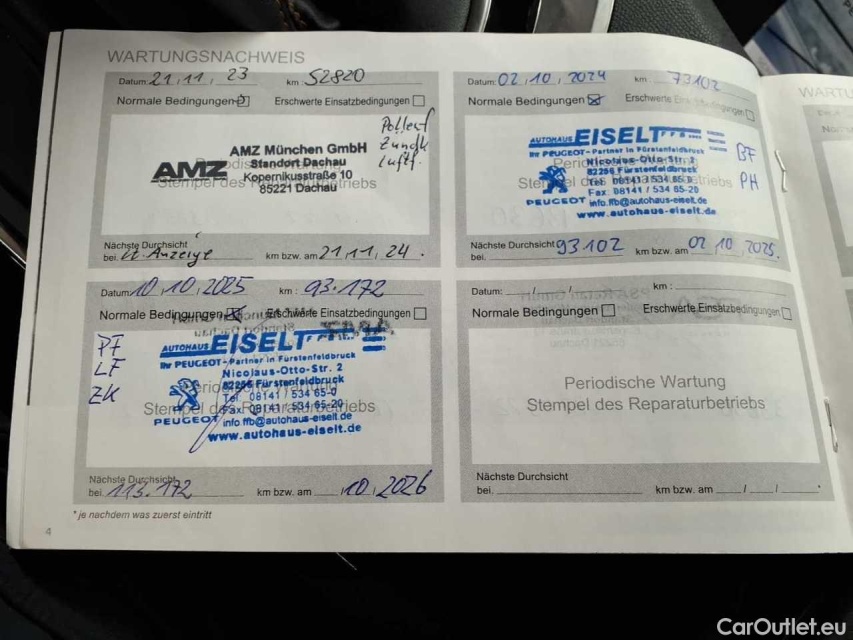 WARTUNGSNACHWEIS
Datum: 21.11.23 km 52820
Normale Bedingungen Erschwerte Einsatzbedingungen
Pollenf
Zündk
Luftf.
AMZ
AMZ München GmbH
Standort Dachau
Kopernikusstraße 10
85221 Dachau
Stempel des Reparaturbetriebs
Nächste Durchsicht
bei lt. Anzeige km bzw. am 21.11.24.
Datum: 02.10.2024 km 73102
Normale Bedingungen Erschwerte Einsatzbedingungen
AUTOHAUS EISELT
Ihr PEUGEOT-Partner in Fürstenfeldbruck
Nicolaus-Otto-Str. 2
82256 Fürstenfeldbruck
Tel. 08141 / 534 65-0
Fax 08141 / 534 65-20
PEUGEOT info.ffb@autohaus-eiselt.de
www.autohaus-eiselt.de
BF
PH
Nächste Durchsicht
bei 93102 km bzw. am 02.10.2025.
Datum: 10.10.2025 km: 93.172
Normale Bedingungen Erschwerte Einsatzbedingungen
PF
LF
ZK
AUTOHAUS EISELT
Ihr PEUGEOT-Partner in Fürstenfeldbruck
Nicolaus-Otto-Str. 2
82256 Fürstenfeldbruck
Tel. 08141 / 534 65-0
Fax 08141 / 534 65-20
PEUGEOT info.ffb@autohaus-eiselt.de
www.autohaus-eiselt.de
Stempel des Reparaturbetriebs
Nächste Durchsicht
bei 113.172 km bzw. am 10.2026
Datum: / / km:
Normale Bedingungen Erschwerte Einsatzbedingungen
Periodische Wartung
Stempel des Reparaturbetriebs
Nächste Durchsicht
bei. km bzw. am / / .
* je nachdem was zuerst eintritt
4
WARTU
CarOutlet.eu